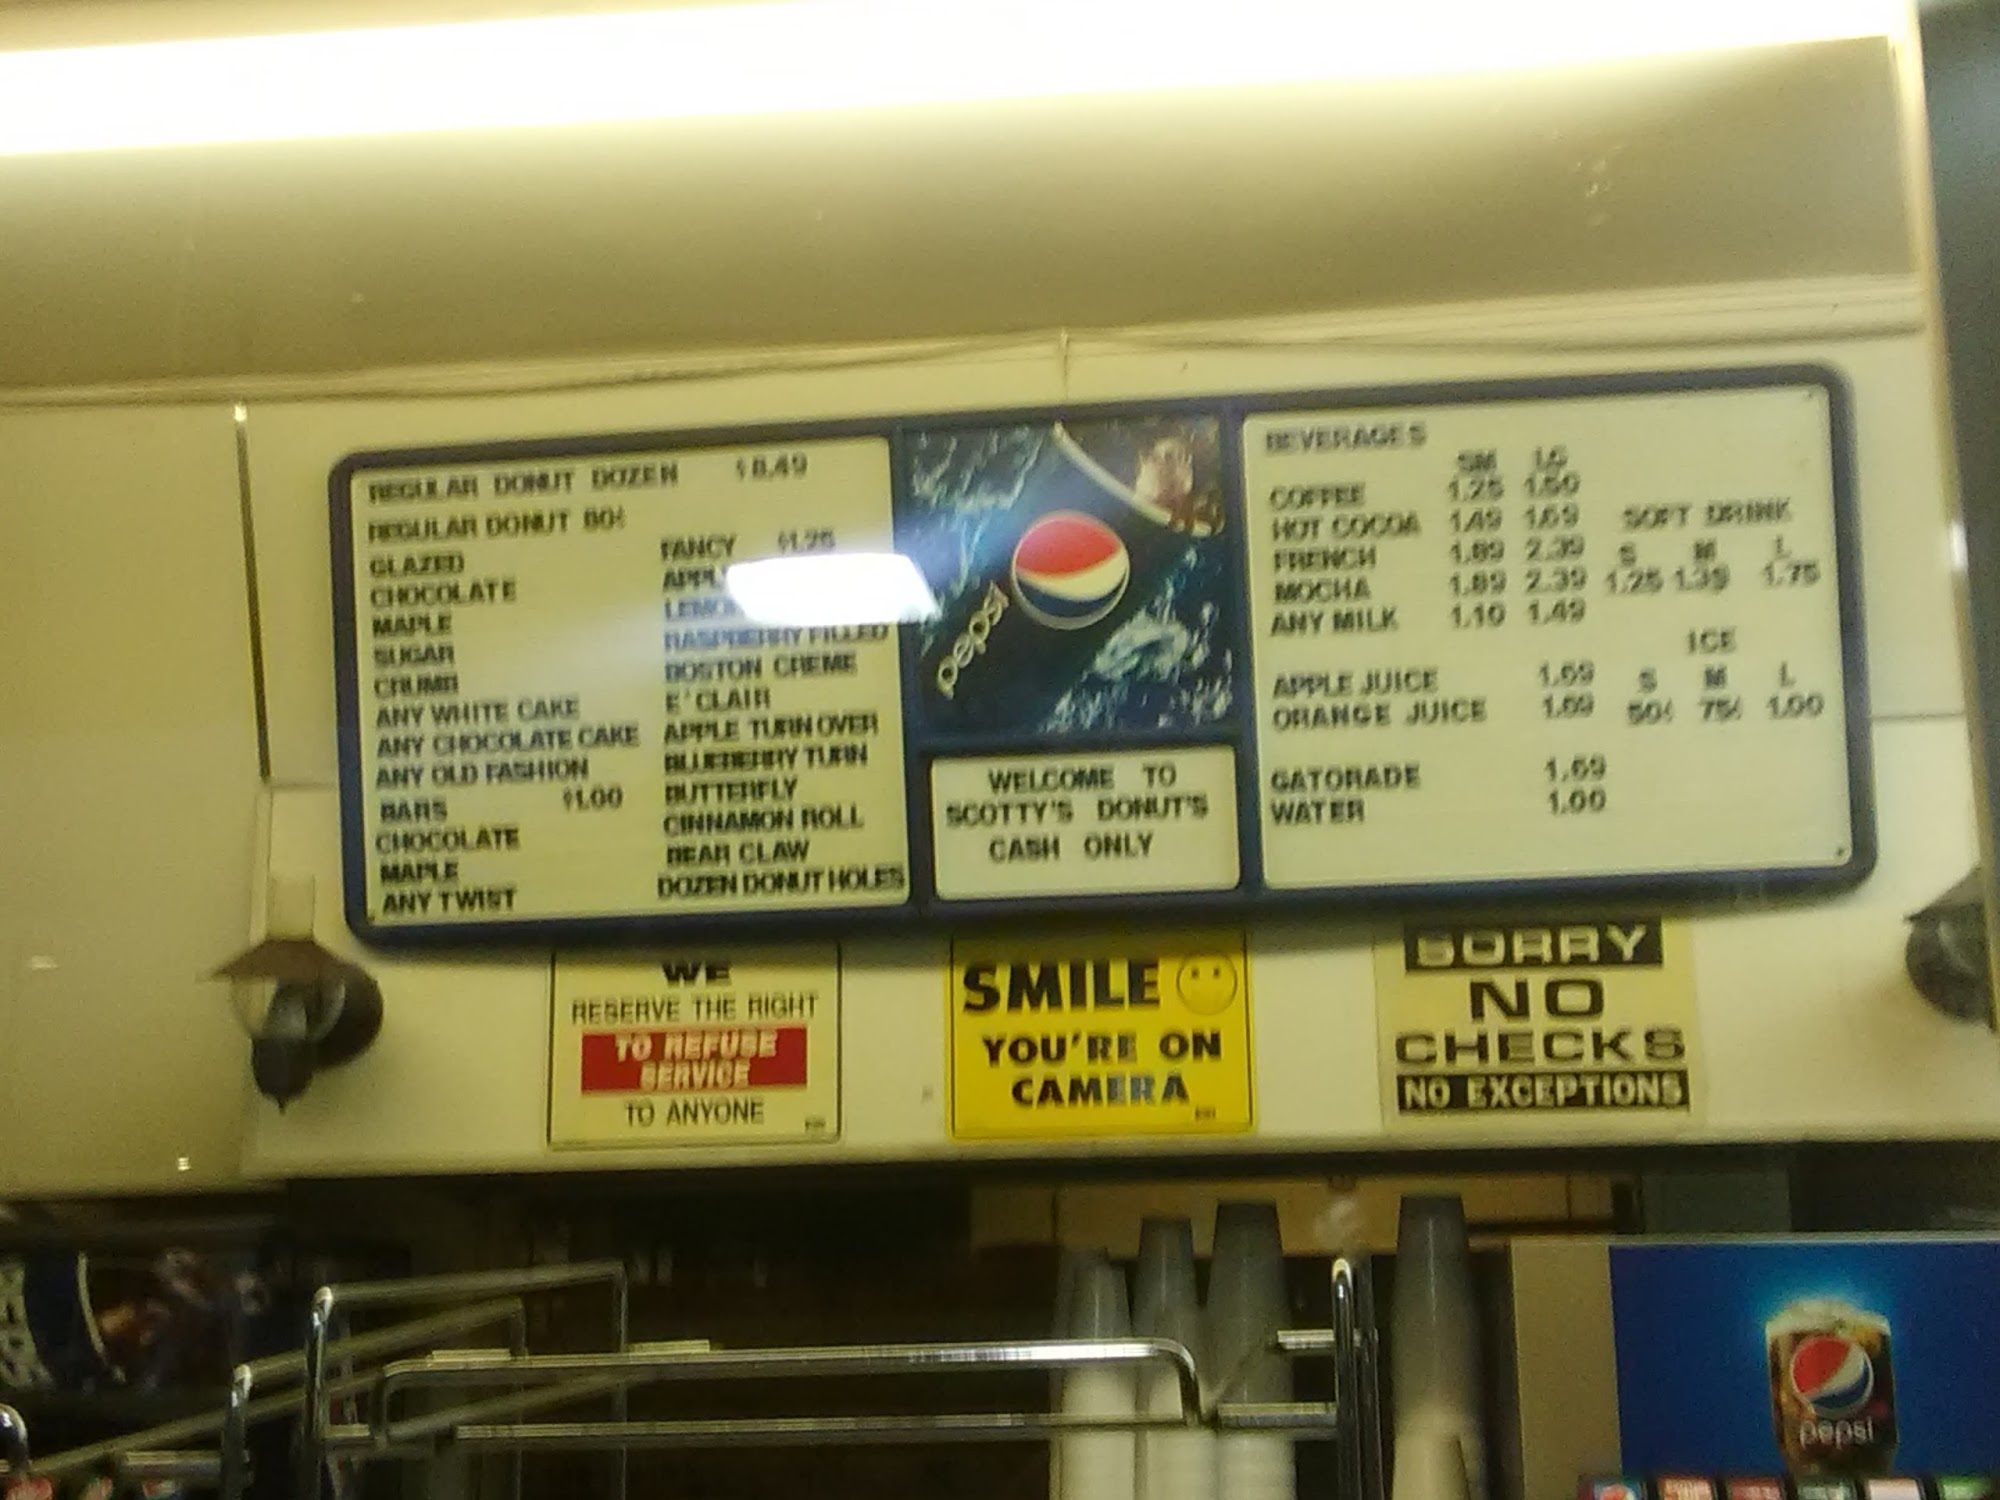 REGULAR DONUT DOZEN $8.49
REGULAR DONUT 80¢
GLAZED
CHOCOLATE
MAPLE
SUGAR
CRUMB
ANY WHITE CAKE
ANY CHOCOLATE CAKE
ANY OLD FASHION
BARS $1.00
CHOCOLATE
MAPLE
ANY TWIST
FANCY $1.25
RASPBERRY FILLED
BOSTON CREME
E'CLAIR
APPLE TURN OVER
BLUEBERRY TURN
BUTTERFLY
CINNAMON ROLL
BEAR CLAW
DOZEN DONUT HOLES
pepsi
WELCOME TO
SCOTTY'S DONUT'S
CASH ONLY
BEVERAGES
SM LG
COFFEE 1.25 1.50
HOT COCOA 1.49 1.69
FRENCH 1.89 2.39
MOCHA 1.89 2.39
ANY MILK 1.10 1.49
APPLE JUICE 1.69
ORANGE JUICE 1.69
GATORADE 1.69
WATER 1.00
SOFT DRINK
S M L
1.25 1.39 1.75
ICE
S M L
50¢ 75¢ 1.00
WE
RESERVE THE RIGHT
TO REFUSE
SERVICE
TO ANYONE
SMILE
YOU'RE ON
CAMERA
SORRY
NO
CHECKS
NO EXCEPTIONS
pepsi